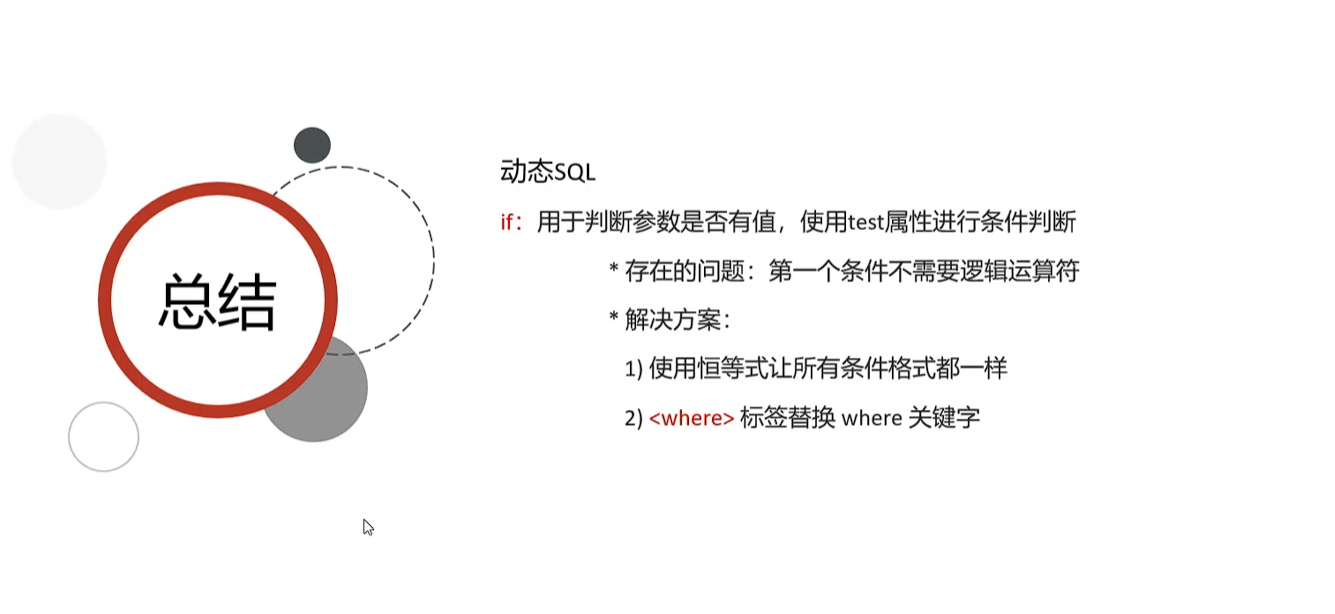 总结
动态SQL
if：用于判断参数是否有值，使用test属性进行条件判断
* 存在的问题：第一个条件不需要逻辑运算符
* 解决方案：
1) 使用恒等式让所有条件格式都一样
2) <where> 标签替换 where 关键字